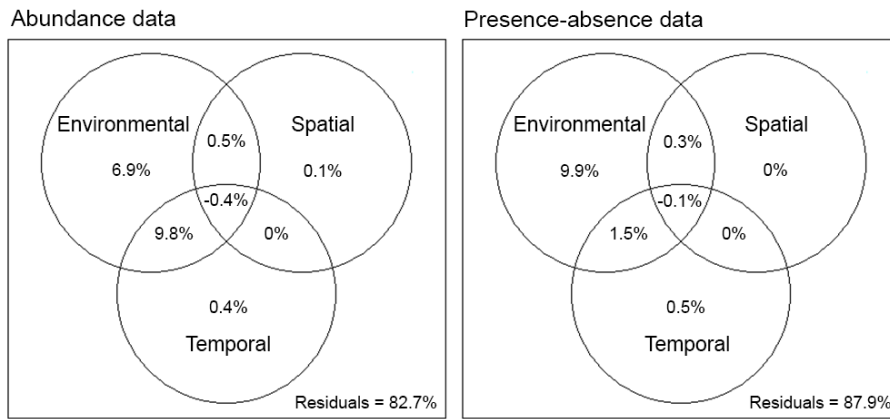 Abundance data
Environmental
Spatial
0.5%
6.9%
0.1%
-0.4%
9.8%
0%
0.4%
Temporal
Residuals = 82.7%
Presence-absence data
Environmental
Spatial
0.3%
9.9%
0%
-0.1%
1.5%
0%
0.5%
Temporal
Residuals = 87.9%